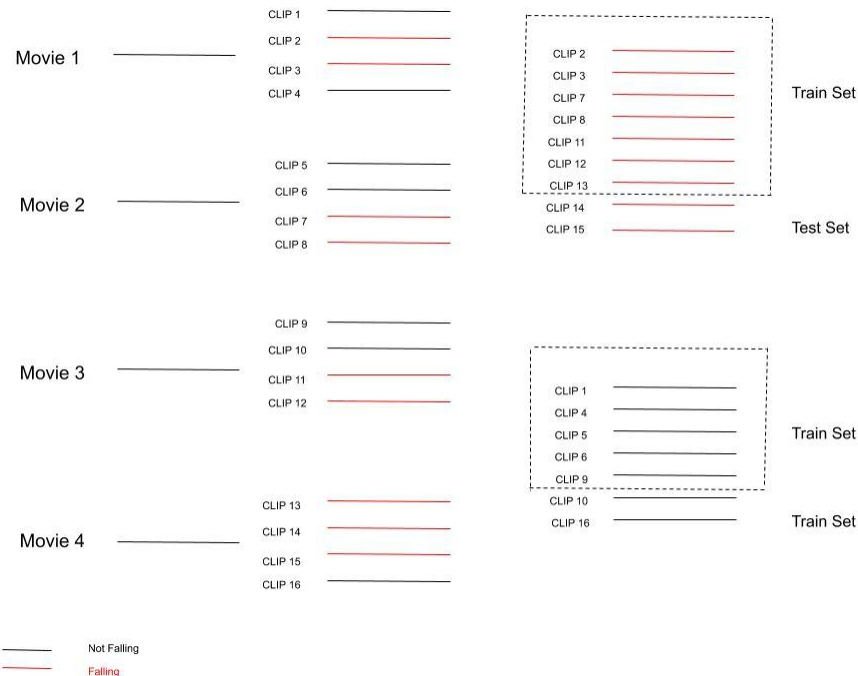 Movie 1
CLIP 1
CLIP 2
CLIP 3
CLIP 4
Movie 2
CLIP 5
CLIP 6
CLIP 7
CLIP 8
Movie 3
CLIP 9
CLIP 10
CLIP 11
CLIP 12
Movie 4
CLIP 13
CLIP 14
CLIP 15
CLIP 16
CLIP 2
CLIP 3
CLIP 7
CLIP 8
CLIP 11
CLIP 12
CLIP 13
Train Set
CLIP 14
CLIP 15
Test Set
CLIP 1
CLIP 4
CLIP 5
CLIP 6
CLIP 9
Train Set
CLIP 10
CLIP 16
Train Set
Not Falling
Falling